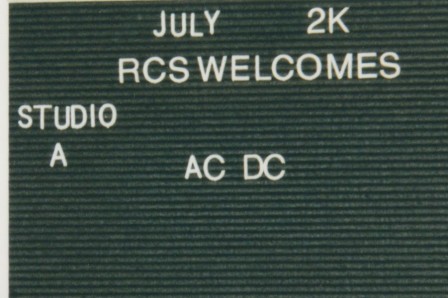 JULY 2K
RCS WELCOMES
STUDIO
A AC DC